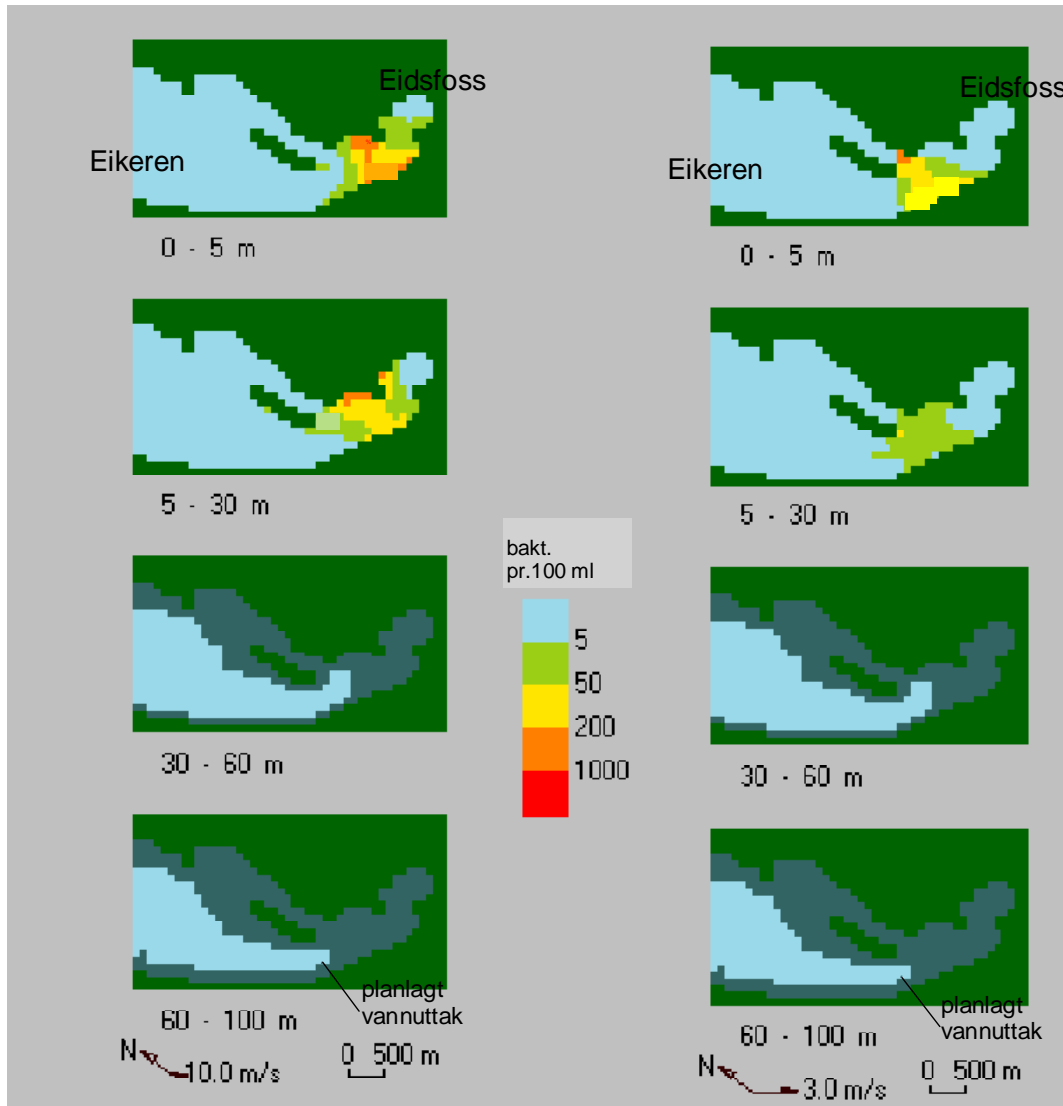 Eidsfoss
Eikeren
0 - 5 m
5 - 30 m
30 - 60 m
60 - 100 m
planlagt
vannuttak
N
10.0 m/s
0 500 m
bakt.
pr.100 ml
5
50
200
1000
Eidsfoss
Eikeren
0 - 5 m
5 - 30 m
30 - 60 m
60 - 100 m
planlagt
vannuttak
N
3.0 m/s
0 500 m